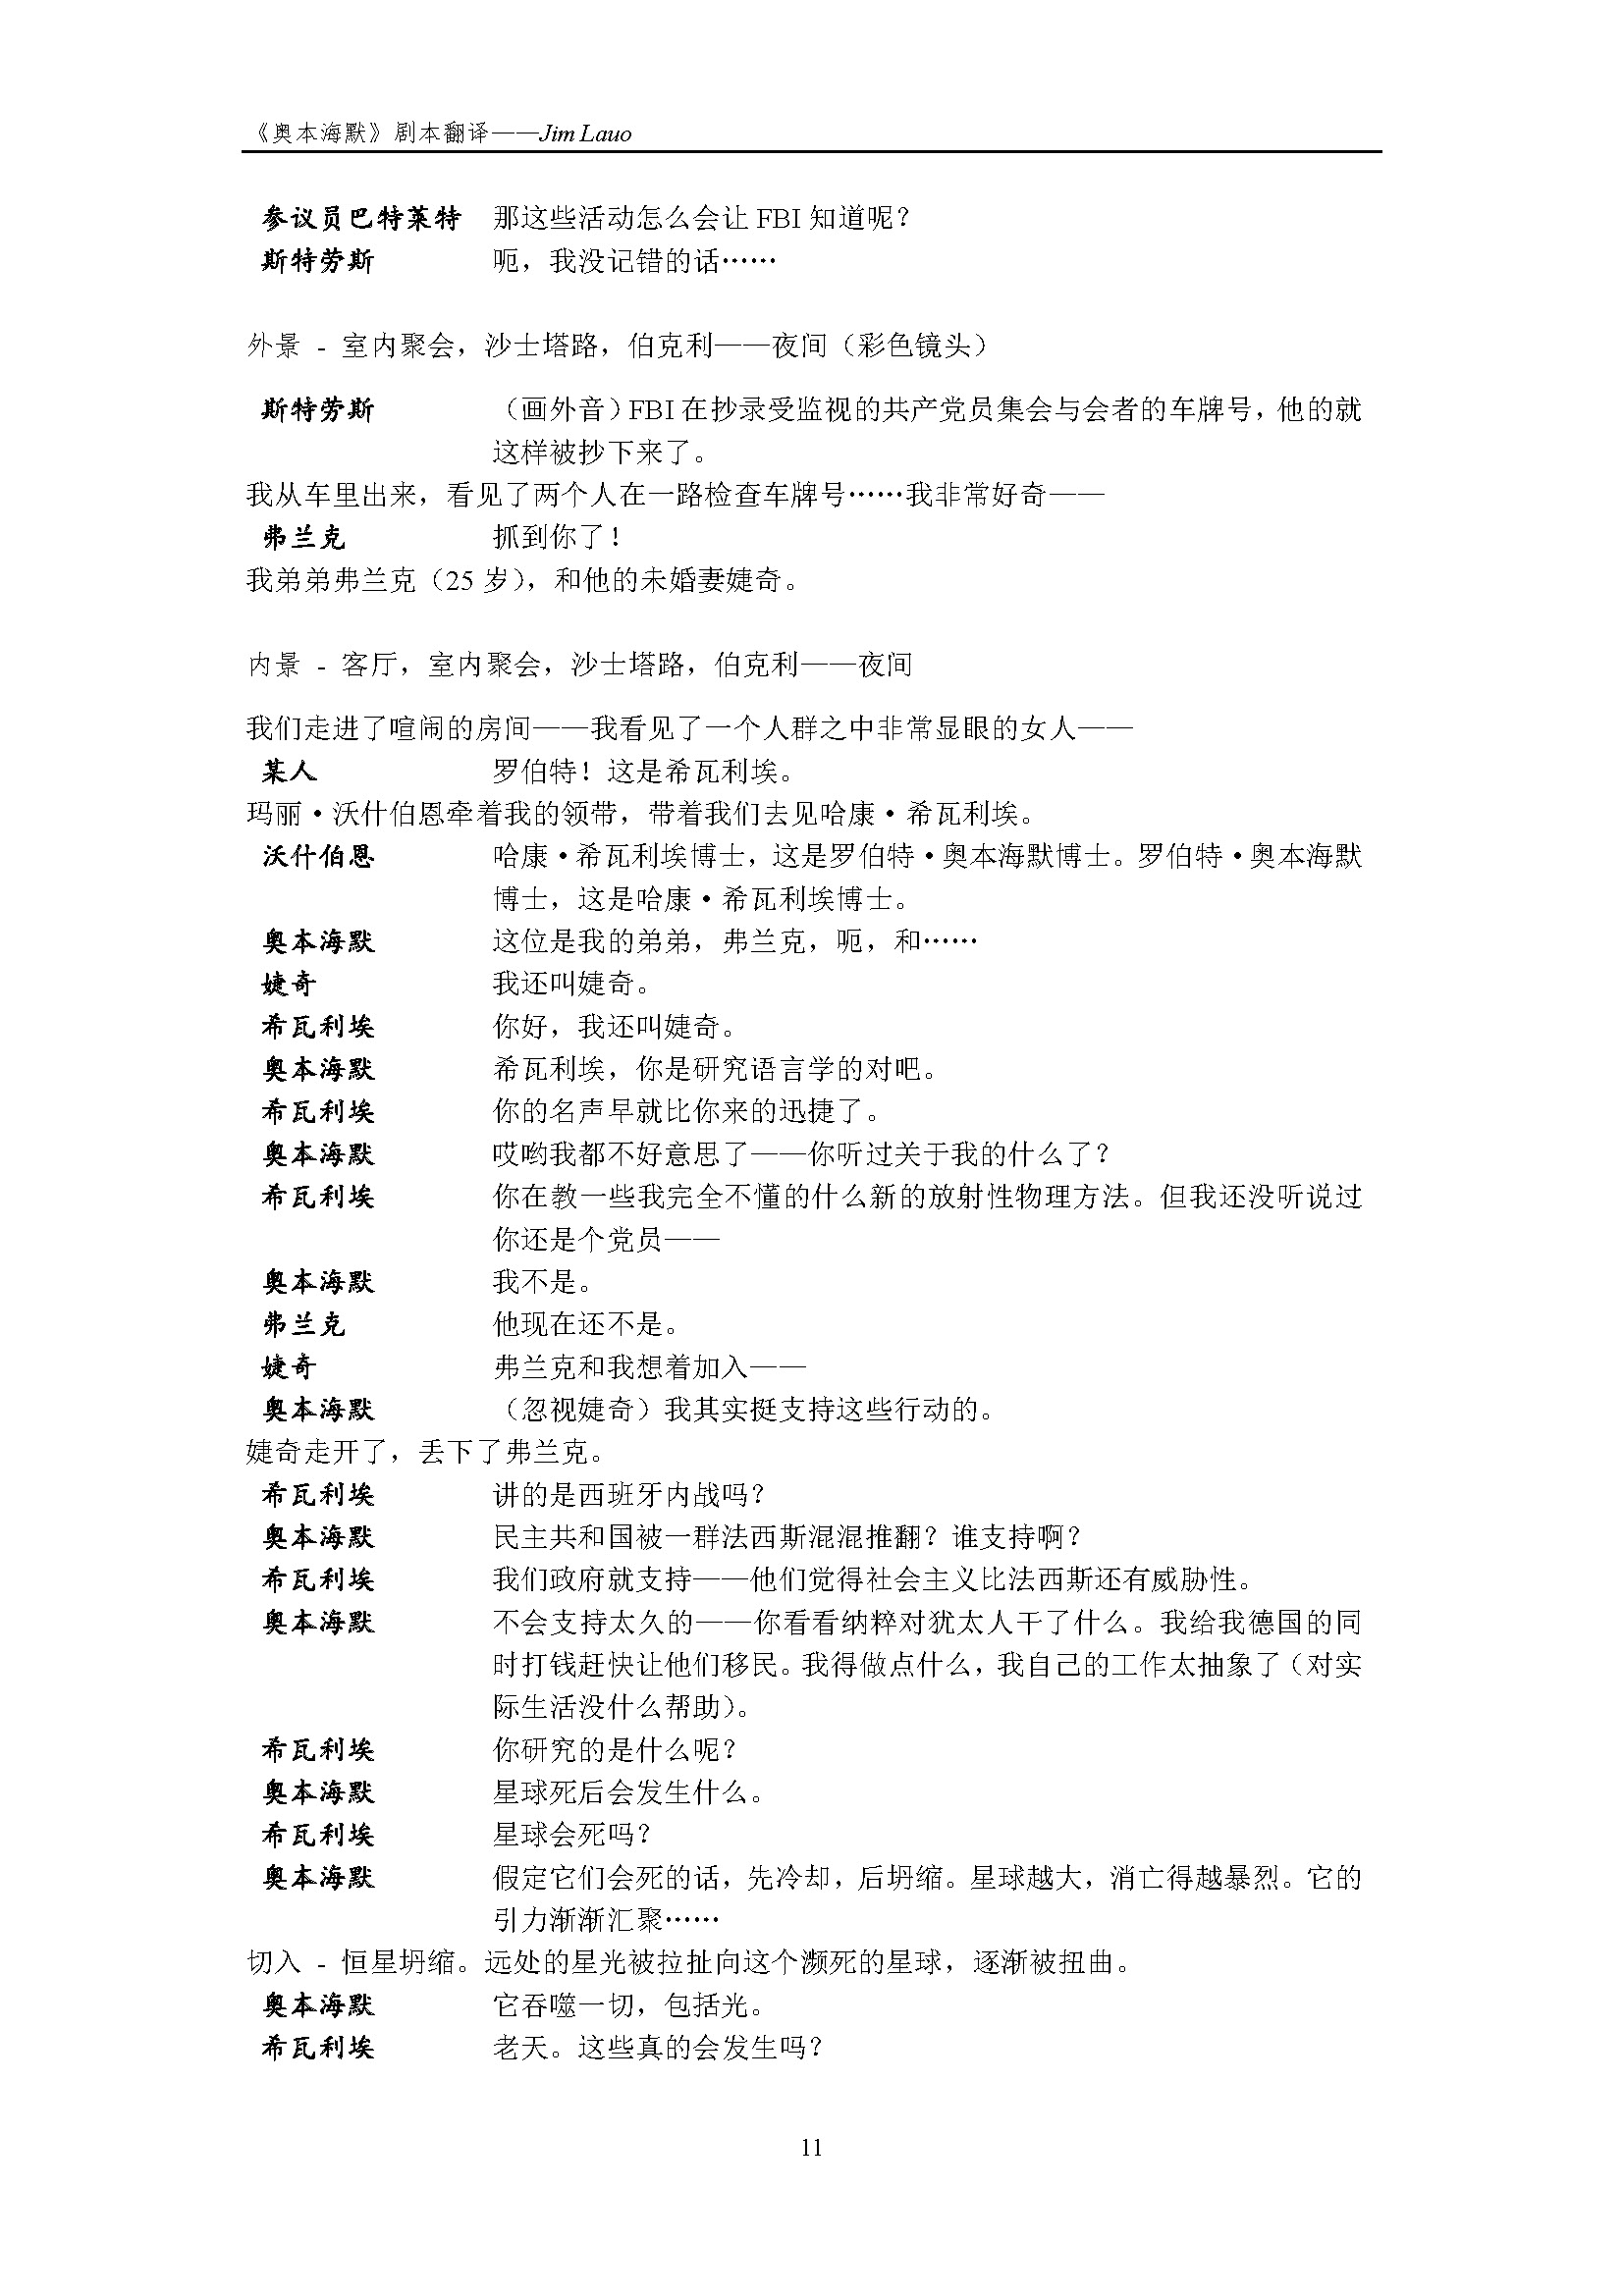 《奥本海默》剧本翻译——Jim Lauo
参议员巴特莱特 那这些活动怎么会让 FBI 知道呢？
斯特劳斯 呃，我没记错的话……
外景 - 室内聚会，沙士塔路，伯克利——夜间（彩色镜头）
斯特劳斯 （画外音）FBI 在抄录受监视的共产党员集会与会者的车牌号，他的就
这样被抄下来了。
我从车里出来，看见了两个人在一路检查车牌号……我非常好奇——
弗兰克 抓到你了！
我弟弟弗兰克（25 岁），和他的未婚妻婕奇。
内景 - 客厅，室内聚会，沙士塔路，伯克利——夜间
我们走进了喧闹的房间——我看见了一个人群之中非常显眼的女人——
某人 罗伯特！这是希瓦利埃。
玛丽·沃什伯恩牵着我的领带，带着我们去见哈康·希瓦利埃。
沃什伯恩 哈康·希瓦利埃博士，这是罗伯特·奥本海默博士。罗伯特·奥本海默
博士，这是哈康·希瓦利埃博士。
奥本海默 这位是我的弟弟，弗兰克，呃，和……
婕奇 我还叫婕奇。
希瓦利埃 你好，我还叫婕奇。
奥本海默 希瓦利埃，你是研究语言学的对吧。
希瓦利埃 你的名声早就比你来的迅捷了。
奥本海默 哎哟我都不好意思了——你听过关于我的什么了？
希瓦利埃 你在教一些我完全不懂的什么新的放射性物理方法。但我还没听说过
你还是个党员——
奥本海默 我不是。
弗兰克 他现在还不是。
婕奇 弗兰克和我想着加入——
奥本海默 （忽视婕奇）我其实挺支持这些行动的。
婕奇走开了，丢下了弗兰克。
希瓦利埃 讲的是西班牙内战吗？
奥本海默 民主共和国被一群法西斯混混推翻？谁支持啊？
希瓦利埃 我们政府就支持——他们觉得社会主义比法西斯还有威胁性。
奥本海默 不会支持太久的——你看看纳粹对犹太人干了什么。我给我德国的同
时打钱赶快让他们移民。我得做点什么，我自己的工作太抽象了（对实
际生活没什么帮助）。
希瓦利埃 你研究的是什么呢？
奥本海默 星球死后会发生什么。
希瓦利埃 星球会死吗？
奥本海默 假定它们会死的话，先冷却，后坍缩。星球越大，消亡得越暴烈。它的
引力渐渐汇聚……
切入 - 恒星坍缩。远处的星光被拉扯向这个濒死的星球，逐渐被扭曲。
奥本海默 它吞噬一切，包括光。
希瓦利埃 老天。这些真的会发生吗？
11